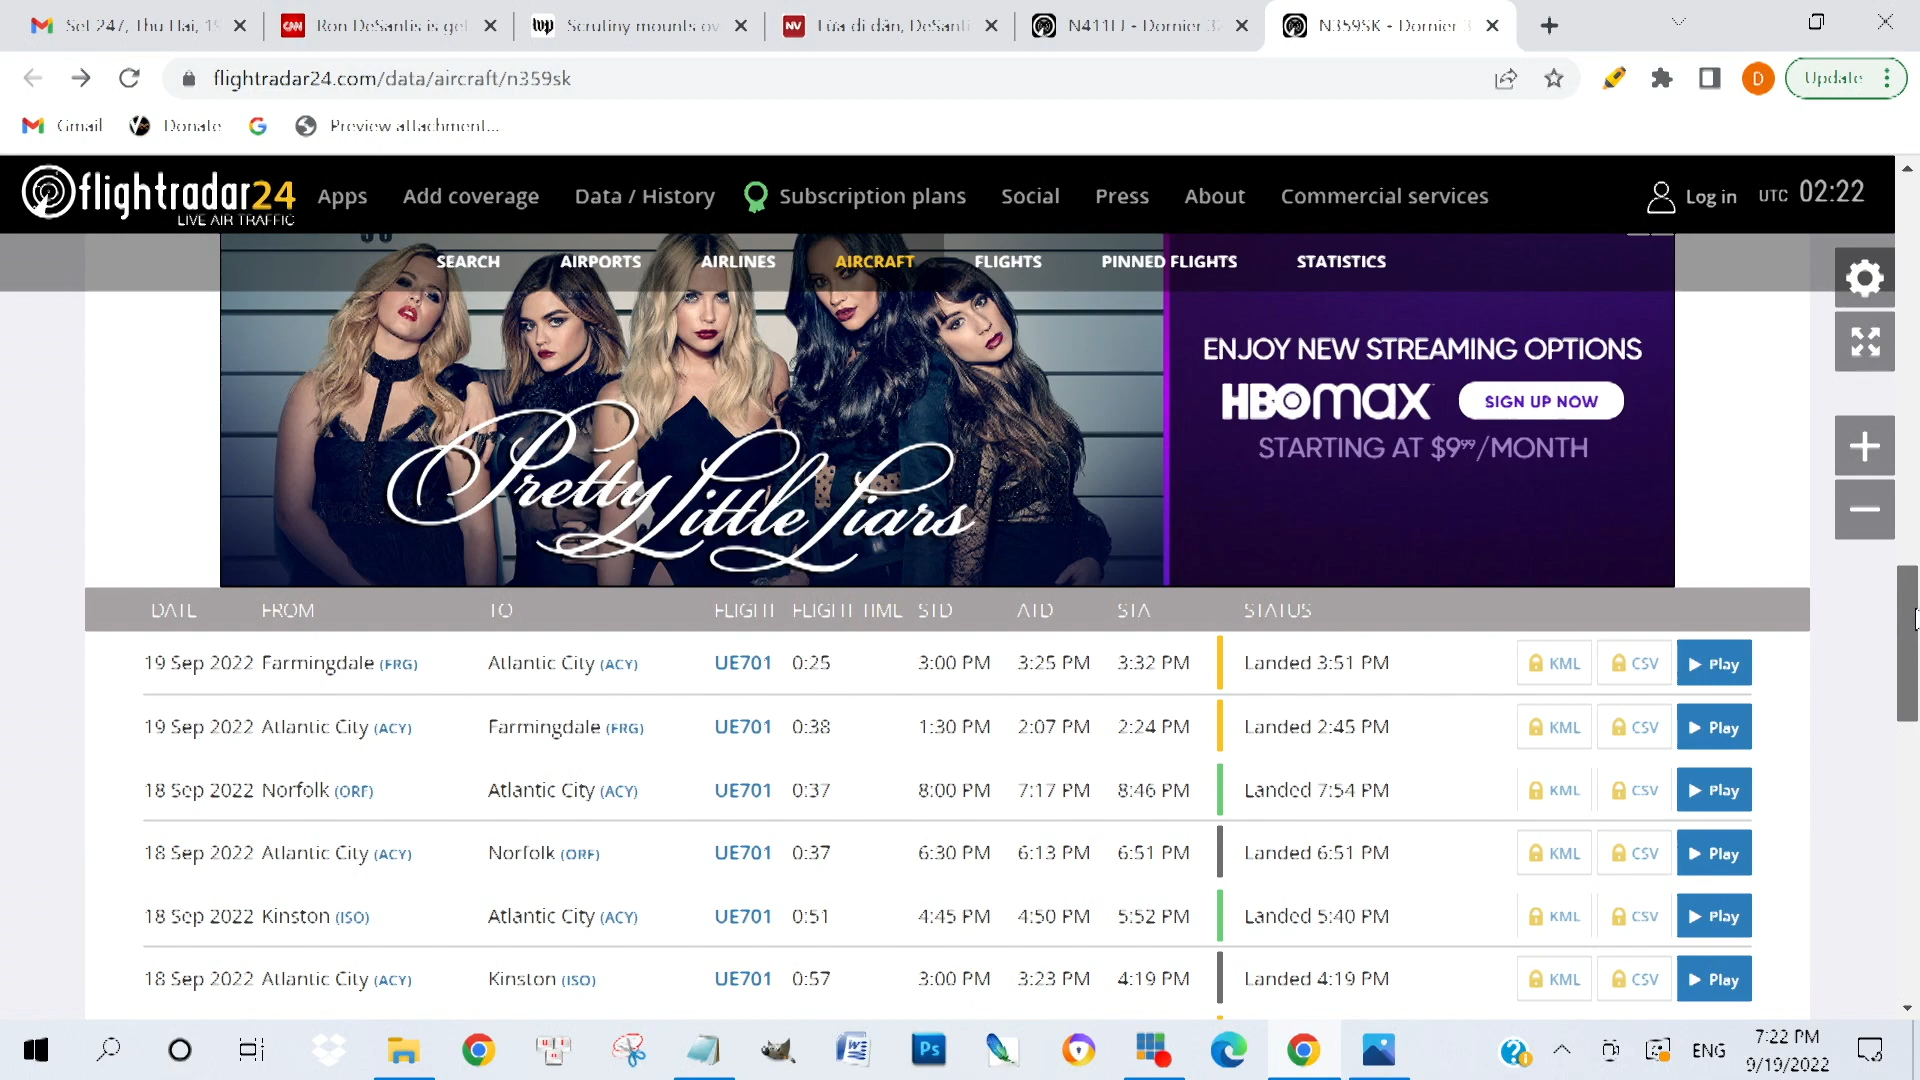 Set 247, Thu Hai, 19
Ron DeSantis is get
Scrutiny mounts ov
Lừa di dân, DeSanti
N411LJ - Dornier 32
N359SK - Dornier 3
flightradar24.com/data/aircraft/n359sk
D
Update
Gmail Donate Preview attachment...
flightradar24
LIVE AIR TRAFFIC
Apps Add coverage Data / History Subscription plans Social Press About Commercial services Log in UTC 02:22
SEARCH AIRPORTS AIRLINES AIRCRAFT FLIGHTS PINNED FLIGHTS STATISTICS
Pretty Little Liars
ENJOY NEW STREAMING OPTIONS
HBOmax SIGN UP NOW
STARTING AT $9.99/MONTH
DATE FROM TO FLIGHT FLIGHT TIME STD ATD STA STATUS
19 Sep 2022 Farmingdale (FRG) Atlantic City (ACY) UE701 0:25 3:00 PM 3:25 PM 3:32 PM Landed 3:51 PM KML CSV Play
19 Sep 2022 Atlantic City (ACY) Farmingdale (FRG) UE701 0:38 1:30 PM 2:07 PM 2:24 PM Landed 2:45 PM KML CSV Play
18 Sep 2022 Norfolk (ORF) Atlantic City (ACY) UE701 0:37 8:00 PM 7:17 PM 8:46 PM Landed 7:54 PM KML CSV Play
18 Sep 2022 Atlantic City (ACY) Norfolk (ORF) UE701 0:37 6:30 PM 6:13 PM 6:51 PM Landed 6:51 PM KML CSV Play
18 Sep 2022 Kinston (ISO) Atlantic City (ACY) UE701 0:51 4:45 PM 4:50 PM 5:52 PM Landed 5:40 PM KML CSV Play
18 Sep 2022 Atlantic City (ACY) Kinston (ISO) UE701 0:57 3:00 PM 3:23 PM 4:19 PM Landed 4:19 PM KML CSV Play
ENG
7:22 PM
9/19/2022